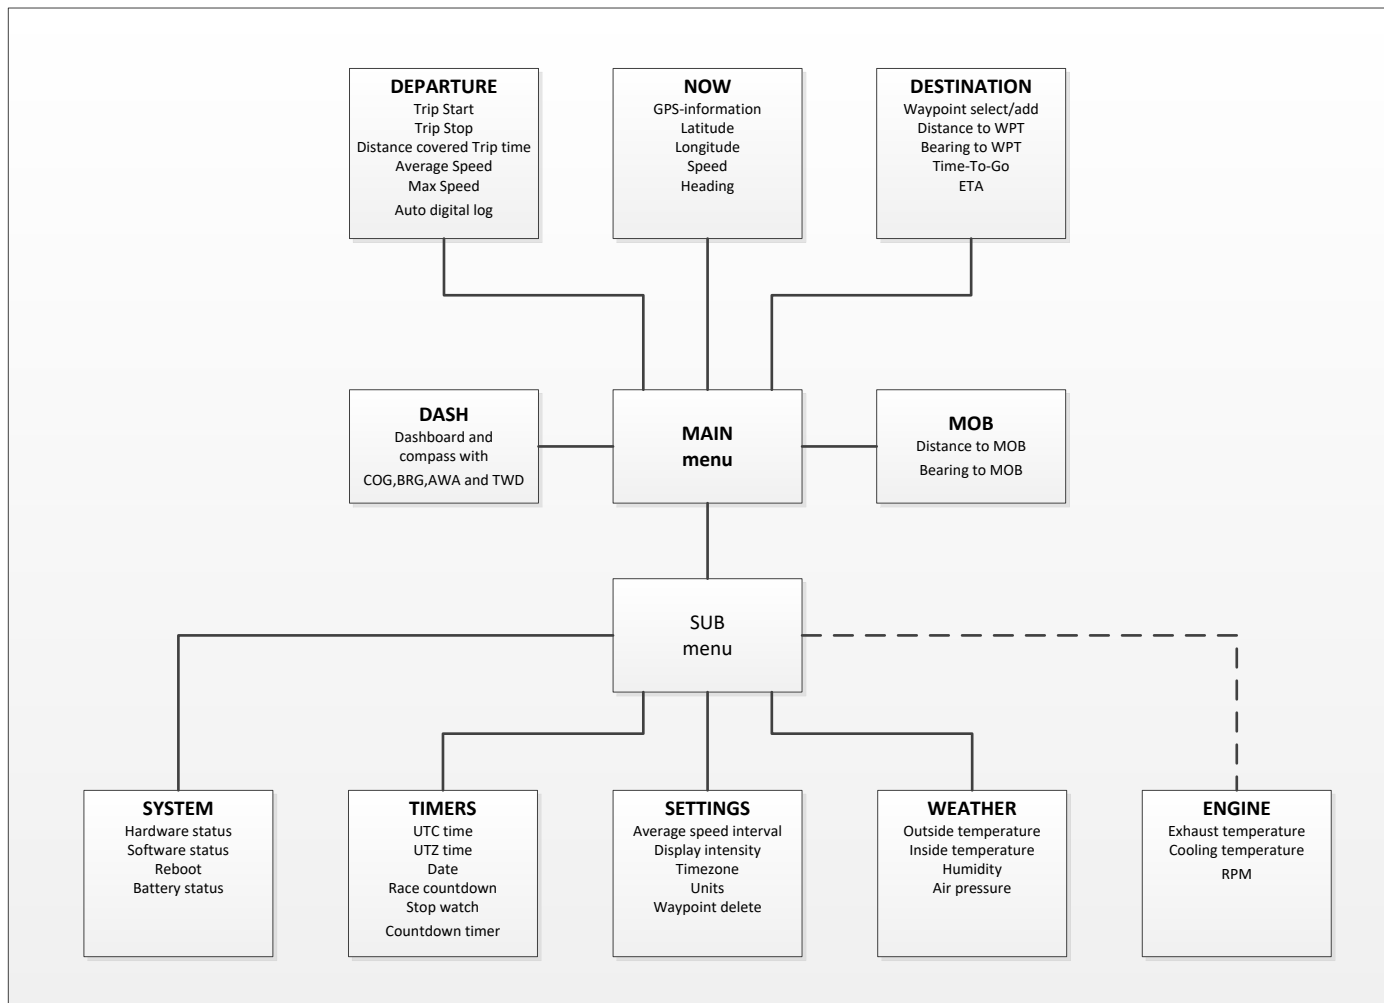 DEPARTURE
Trip Start
Trip Stop
Distance covered Trip time
Average Speed
Max Speed
Auto digital log
NOW
GPS-information
Latitude
Longitude
Speed
Heading
DESTINATION
Waypoint select/add
Distance to WPT
Bearing to WPT
Time-To-Go
ETA
DASH
Dashboard and
compass with
COG,BRG,AWA and TWD
MAIN
menu
MOB
Distance to MOB
Bearing to MOB
SUB
menu
SYSTEM
Hardware status
Software status
Reboot
Battery status
TIMERS
UTC time
UTZ time
Date
Race countdown
Stop watch
Countdown timer
SETTINGS
Average speed interval
Display intensity
Timezone
Units
Waypoint delete
WEATHER
Outside temperature
Inside temperature
Humidity
Air pressure
ENGINE
Exhaust temperature
Cooling temperature
RPM